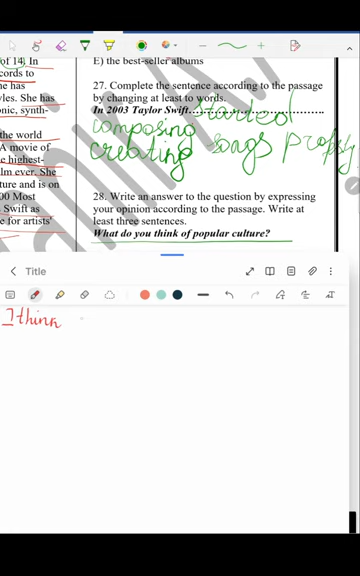 of 14. In
cords to
e has
yles. She has
onic, synth-
the world
A movie of
e highest-
lm ever. She
ture and is on
00 Most
Swift as
e for artists'
E) the best-seller albums
27. Complete the sentence according to the passage
by changing at least to words.
In 2003 Taylor Swift started
composing
creating songs
28. Write an answer to the question by expressing
your opinion according to the passage. Write at
least three sentences.
What do you think of popular culture?
Title
I think